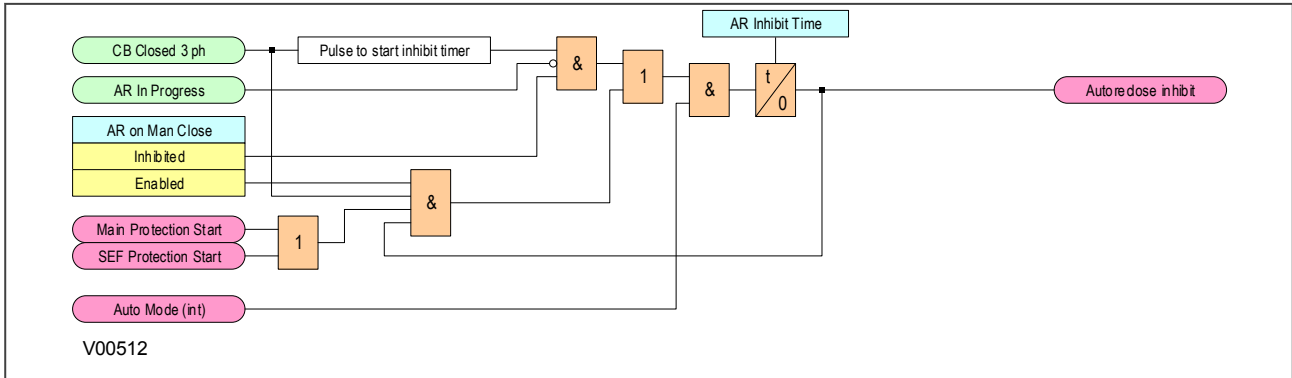 AR Inhibit Time
CB Closed 3 ph
Pulse to start inhibit timer
&
AR In Progress
1
&
t
0
Autoreclose inhibit
AR on Man Close
Inhibited
Enabled
&
Main Protection Start
1
SEF Protection Start
Auto Mode (int)
V00512